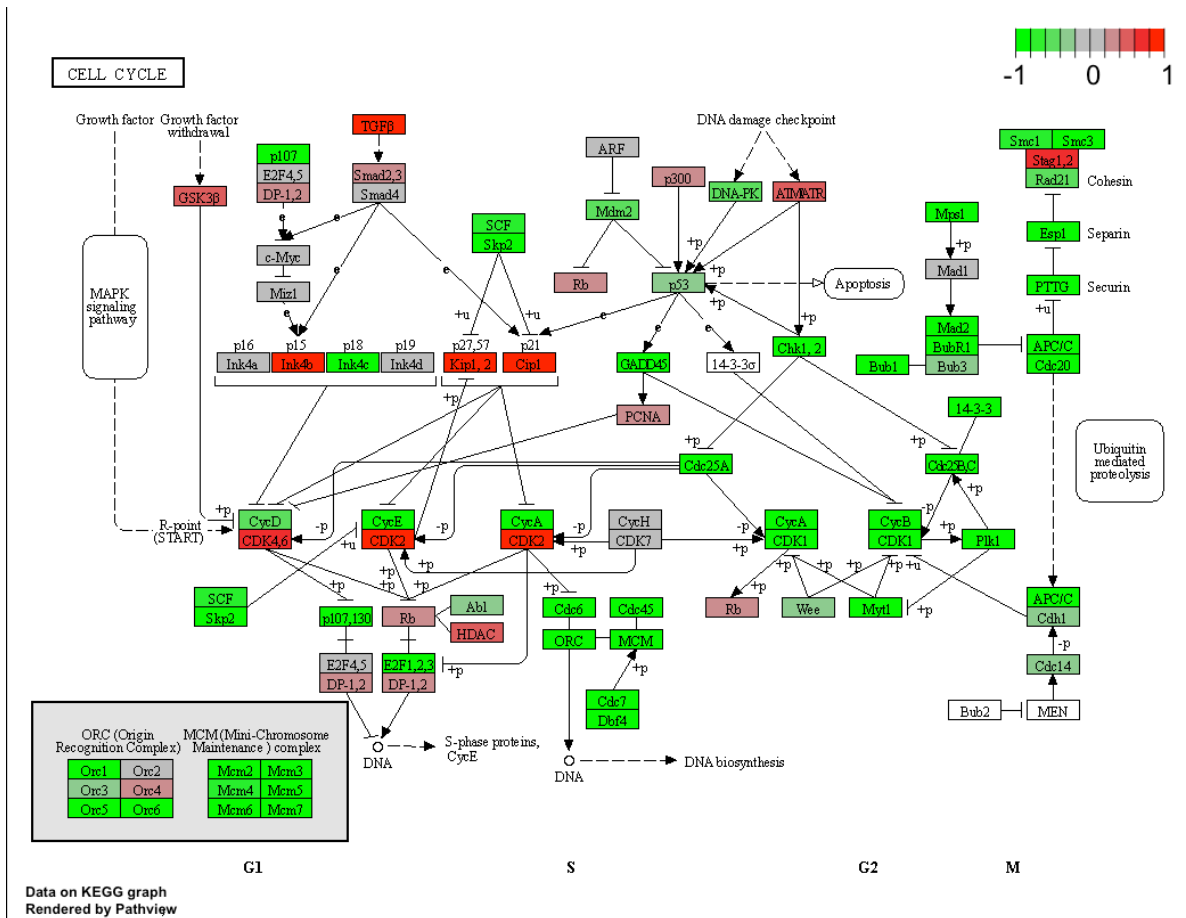 CELL CYCLE
-1 0 1
Growth factor
Growth factor
withdrawal
TGFβ
DNA damage checkpoint
p107
E2F4,5
DP-1,2
Smad2,3
Smad4
GSK3β
ARF
p300
DNA-PK
ATM/ATR
Smc1
Smc3
Stag1,2
Rad21
Cohesin
e
e
c-Myc
Miz1
e
e
e
SCF
Skp2
Mdm2
+p
+p
+p
Rb
p53
Apoptosis
Mps1
+p
Mad1
Esp1
Separin
PTTG
Securin
+u
MAPK
signaling
pathway
+u
+u
e
e
e
+p
Mad2
BubR1
Bub3
Bub1
APC/C
Cdc20
p16
Ink4a
p15
Ink4b
p18
Ink4c
p19
Ink4d
p27,57
Kip1, 2
p21
Cip1
GADD45
14-3-3σ
Chk1, 2
+p
PCNA
14-3-3
+p
+p
Cdc25A
Cdc25B,C
Ubiquitin
mediated
proteolysis
R-point
(START)
+p
CycD
CDK4,6
-p
+u
CycE
CDK2
-p
CycA
CDK2
-p
+p
CycH
CDK7
+p
-p
CycA
CDK1
CycB
CDK1
-p
+p
+p
Plk1
+p
+p
+p
+p
+p
+p
+p
+p
+u
SCF
Skp2
p107,130
Rb
Abl
HDAC
Cdc6
Cdc45
ORC
MCM
Rb
Wee
Myt1
+p
APC/C
Cdh1
-p
Cdc14
E2F4,5
DP-1,2
E2F1,2,3
DP-1,2
+p
+p
Cdc7
Dbf4
Bub2
MEN
DNA
S-phase proteins,
CycE
DNA
DNA biosynthesis
ORC (Origin
Recognition Complex)
MCM (Mini-Chromosome
Maintenance ) complex
Orc1 Orc2 Mcm2 Mcm3
Orc3 Orc4 Mcm4 Mcm5
Orc5 Orc6 Mcm6 Mcm7
G1 S G2 M
Data on KEGG graph
Rendered by Pathview